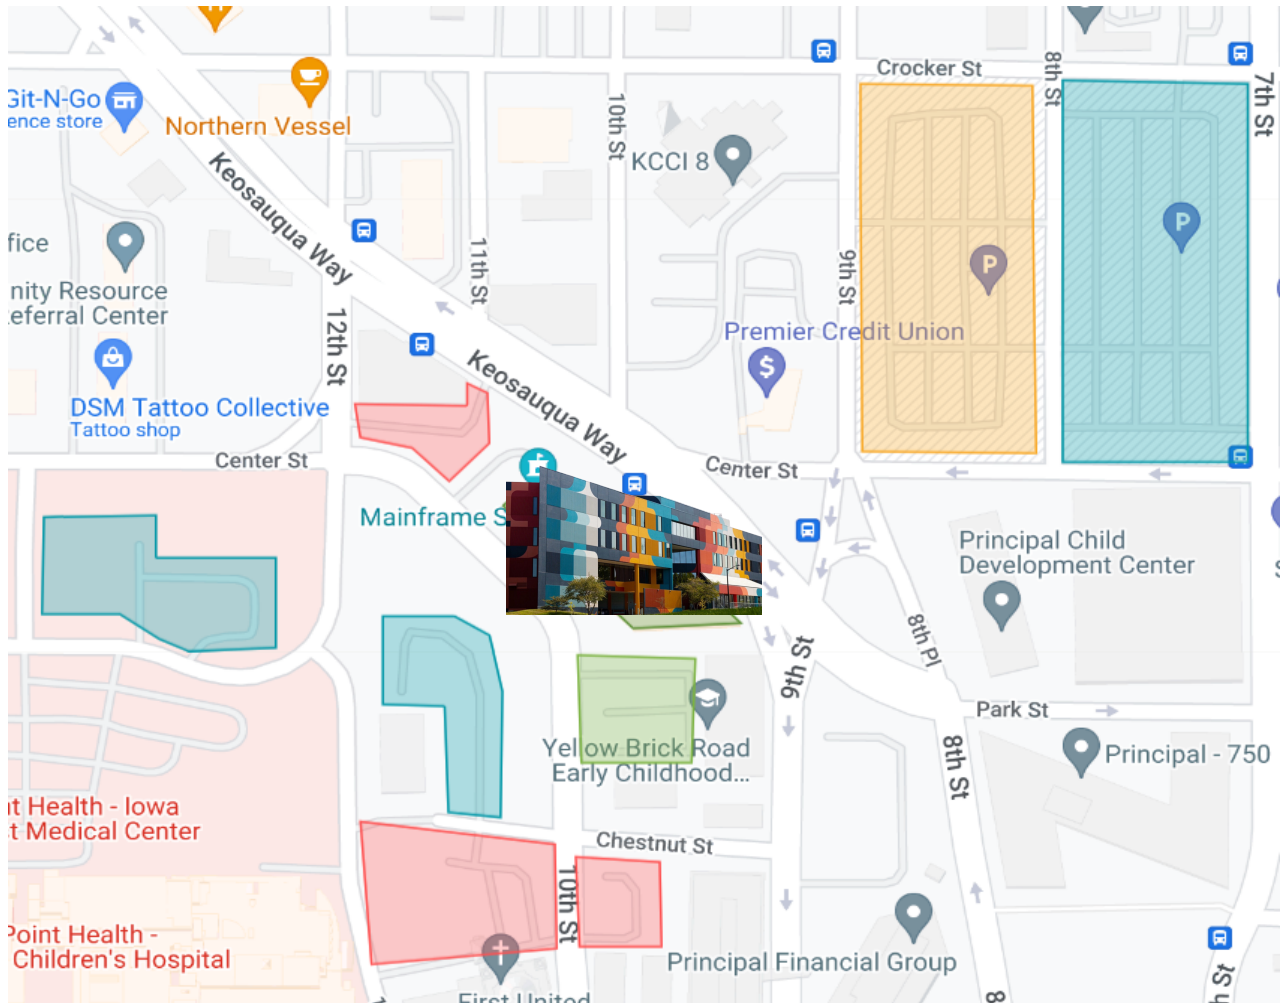 Crocker St
8th St
7th St
Git-N-Go
ence store
Northern Vessel
10th St
KCCI 8
Keosauqua Way
11th St
9th St
fice
nity Resource
eferral Center
12th St
Premier Credit Union
DSM Tattoo Collective
Tattoo shop
Keosauqua Way
Center St
Center St
Mainframe S
Principal Child
Development Center
8th Pl
9th St
Park St
Yellow Brick Road
Early Childhood...
8th St
Principal - 750
nt Health - Iowa
st Medical Center
Chestnut St
10th St
Point Health -
Children's Hospital
Principal Financial Group
First United
8
St
P
P
$